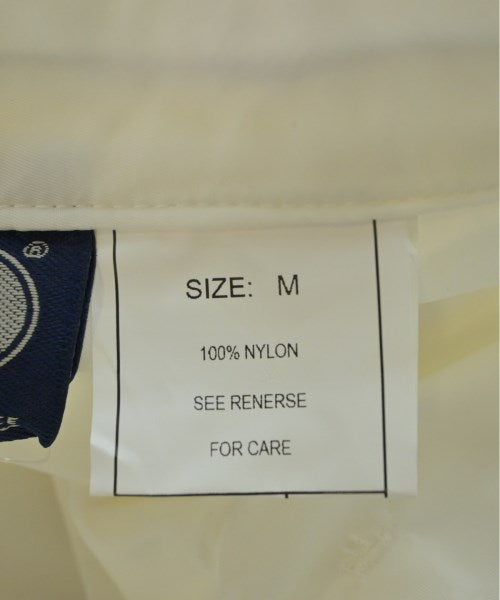 ®
SIZE: M
100% NYLON
SEE RENERSE
FOR CARE